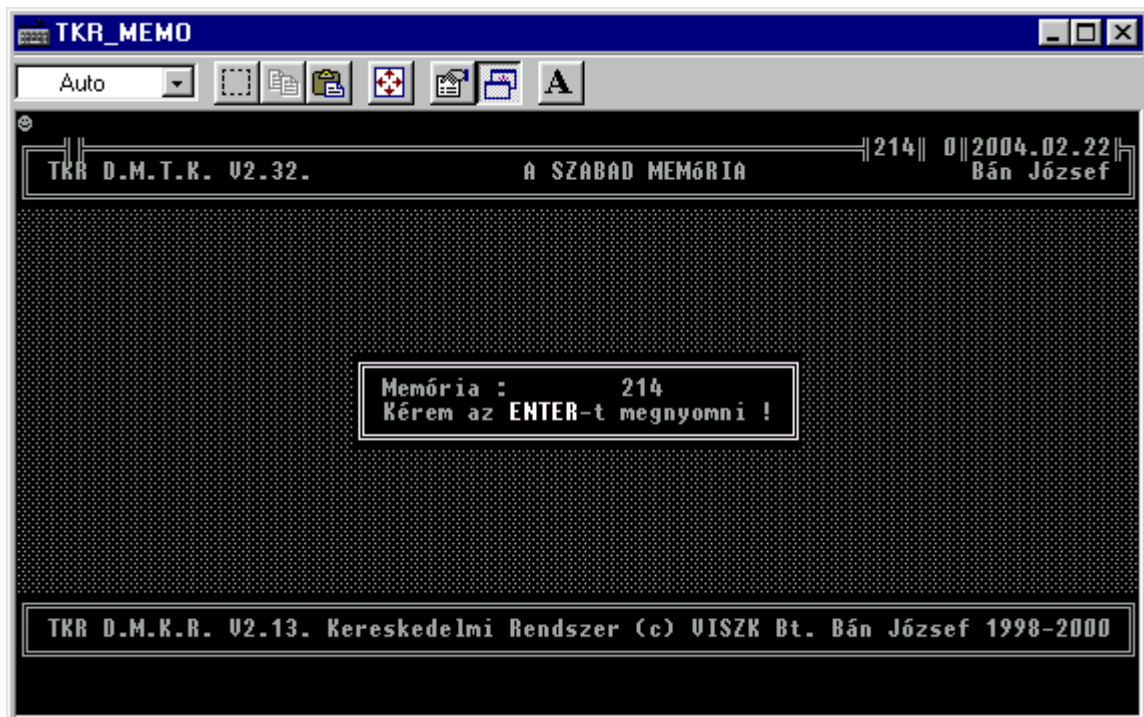 TKR_MEMO
Auto
A
214 0 2004.02.22
TKR D.M.T.K. V2.32. A SZABAD MEMóRIA Bán József
Memória : 214
Kérem az ENTER-t megnyomni !
TKR D.M.K.R. V2.13. Kereskedelmi Rendszer (c) VISZK Bt. Bán József 1998-2000